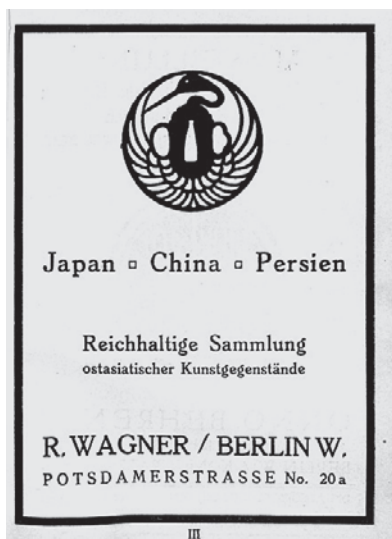 Japan ▫ China ▫ Persien
Reichhaltige Sammlung
ostasiatischer Kunstgegenstände
R. WAGNER / BERLIN W.
POTSDAMERSTRASSE No. 20a
III